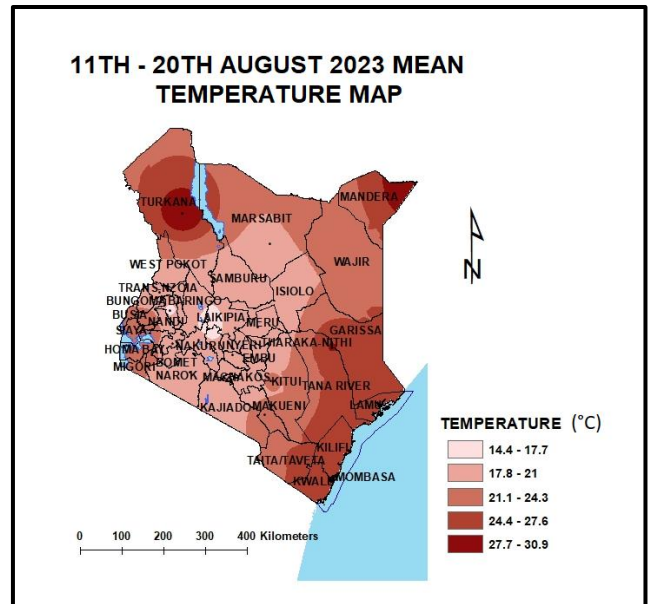 11TH - 20TH AUGUST 2023 MEAN
TEMPERATURE MAP
TURKANA
MANDERA
MARSABIT
WAJIR
WEST POKOT
SAMBURU
TRANS NZOIA
ISIOLO
BUNGOMA
BARINGO
BUSIA
LAIKIPIA
MERU
NANDI
SIAYA
GARISSA
THARAKA-NITHI
HOMA BAY
NAKURU
NYERI
EMBU
MIGORI
BOMET
NAROK
MACHAKOS
KITUI
TANA RIVER
KAJIADO
MAKUENI
LAMU
KILIFI
TAITA/TAVETA
KWALE
MOMBASA
N
TEMPERATURE (°C)
14.4 - 17.7
17.8 - 21
21.1 - 24.3
24.4 - 27.6
27.7 - 30.9
0 100 200 300 400 Kilometers